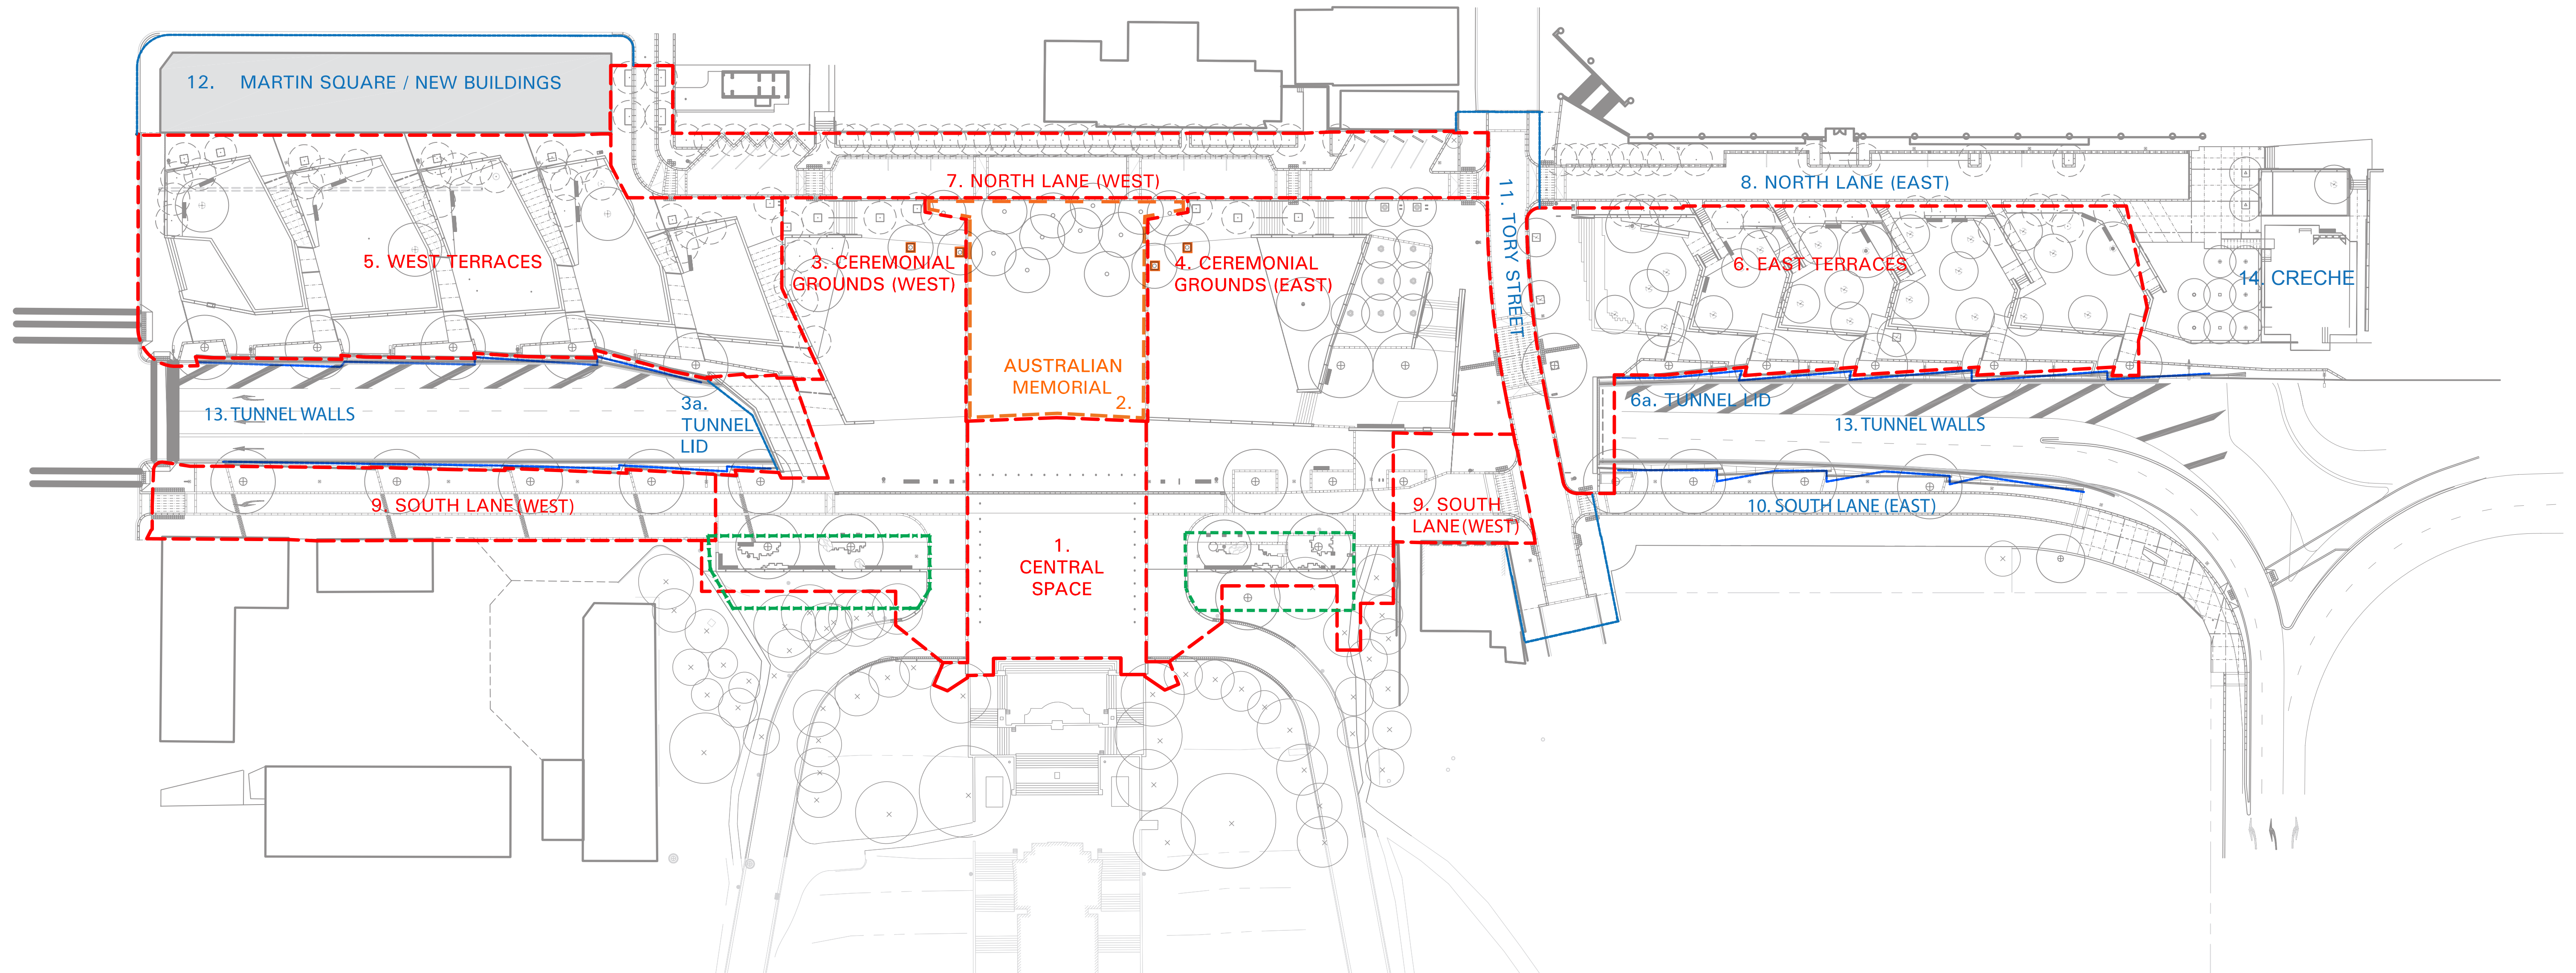 12. MARTIN SQUARE / NEW BUILDINGS
7. NORTH LANE (WEST)
8. NORTH LANE (EAST)
11. TORY STREET
5. WEST TERRACES
3. CEREMONIAL
GROUNDS (WEST)
4. CEREMONIAL
GROUNDS (EAST)
6. EAST TERRACES
14. CRECHE
AUSTRALIAN
MEMORIAL
2.
13. TUNNEL WALLS
3a.
TUNNEL
LID
6a. TUNNEL LID
13. TUNNEL WALLS
9. SOUTH LANE(WEST)
9. SOUTH
LANE(WEST)
10. SOUTH LANE (EAST)
1.
CENTRAL
SPACE